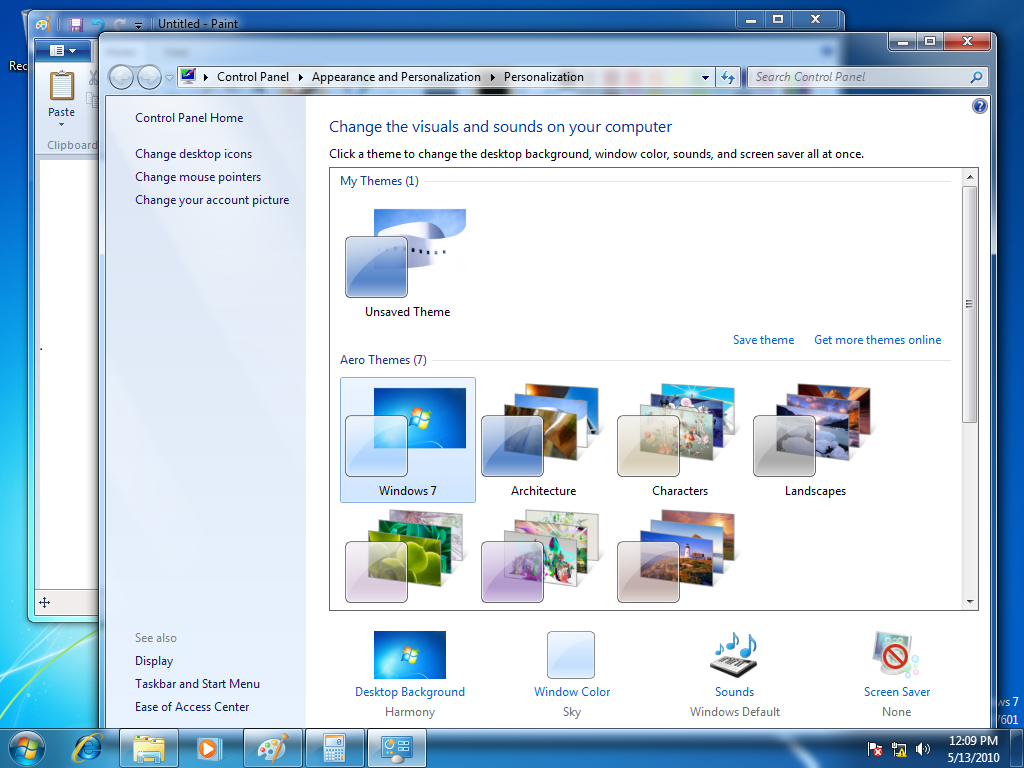 Untitled - Paint
Rec
Control Panel
Appearance and Personalization
Personalization
Search Control Panel
Paste
Clipboard
Control Panel Home
Change desktop icons
Change mouse pointers
Change your account picture
Change the visuals and sounds on your computer
Click a theme to change the desktop background, window color, sounds, and screen saver all at once.
My Themes (1)
Unsaved Theme
Save theme
Get more themes online
Aero Themes (7)
Windows 7
Architecture
Characters
Landscapes
See also
Display
Taskbar and Start Menu
Ease of Access Center
Desktop Background
Harmony
Window Color
Sky
Sounds
Windows Default
Screen Saver
None
ws 7
7601
12:09 PM
5/13/2010